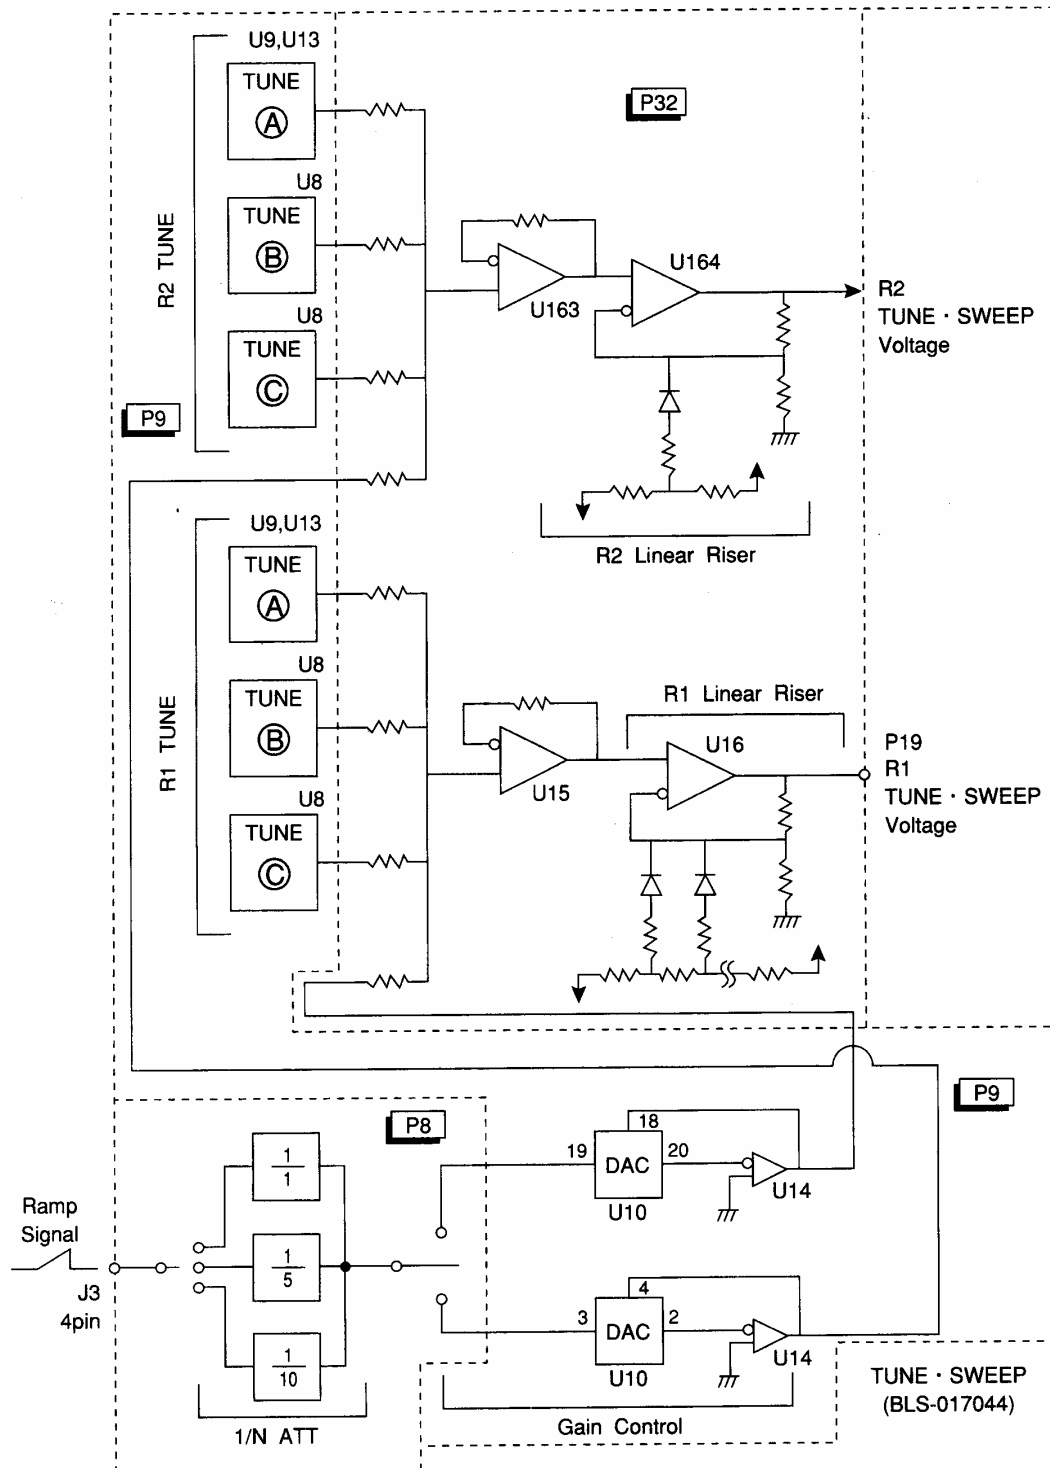 U9,U13
TUNE
A
P32
U8
TUNE
B
U164
R2 TUNE
U163
R2
TUNE · SWEEP
Voltage
U8
TUNE
C
P9
R2 Linear Riser
U9,U13
TUNE
A
U8
TUNE
B
R1 TUNE
R1 Linear Riser
U16
U15
P19
R1
TUNE · SWEEP
Voltage
U8
TUNE
C
P9
P8
18
19
DAC
20
U10
U14
1
1
Ramp
Signal
1
5
J3
4pin
4
3
DAC
2
U10
U14
1
10
1/N ATT
Gain Control
TUNE · SWEEP
(BLS-017044)